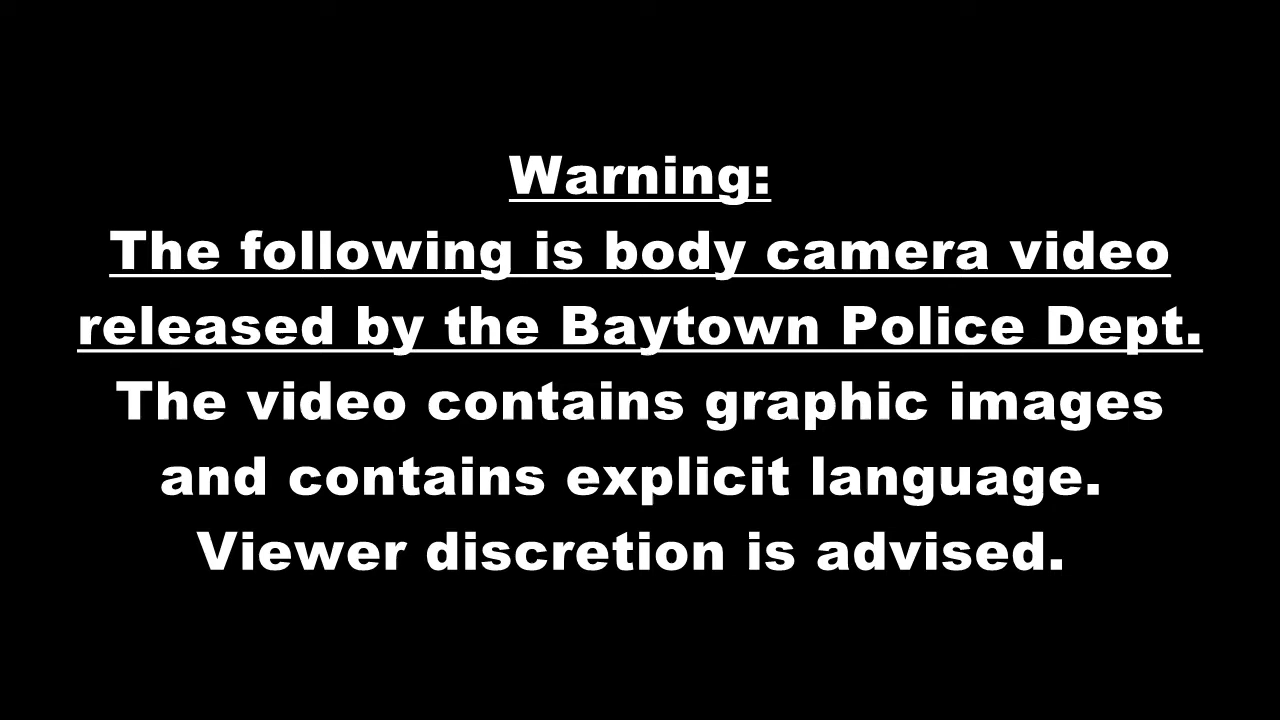 Warning:
The following is body camera video
released by the Baytown Police Dept.
The video contains graphic images
and contains explicit language.
Viewer discretion is advised.